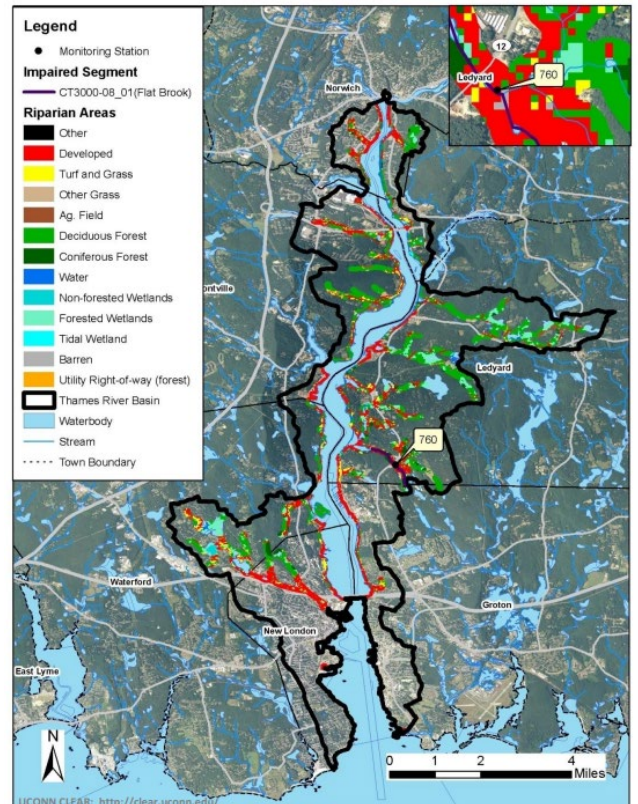 Legend
Monitoring Station
Impaired Segment
CT3000-08_01(Flat Brook)
Riparian Areas
Other
Developed
Turf and Grass
Other Grass
Ag. Field
Deciduous Forest
Coniferous Forest
Water
Non-forested Wetlands
Forested Wetlands
Tidal Wetland
Barren
Utility Right-of-way (forest)
Thames River Basin
Waterbody
Stream
Town Boundary
12
Ledyard
760
Norwich
ontville
Ledyard
760
Waterford
Groton
New London
East Lyme
N
0 1 2 4
Miles
UCONN CLEAR: http://clear.uconn.edu/